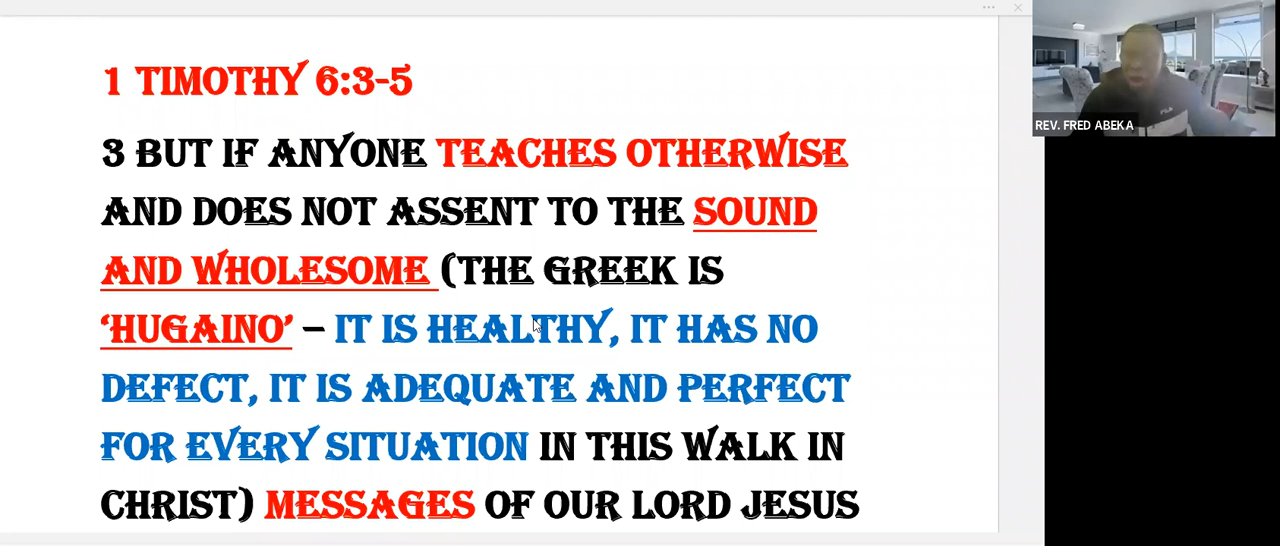 1 TIMOTHY 6:3-5
3 BUT IF ANYONE TEACHES OTHERWISE
AND DOES NOT ASSENT TO THE SOUND
AND WHOLESOME (THE GREEK IS
‘HUGAINO’ – IT IS HEALTHY, IT HAS NO
DEFECT, IT IS ADEQUATE AND PERFECT
FOR EVERY SITUATION IN THIS WALK IN
CHRIST) MESSAGES OF OUR LORD JESUS
FILA
REV. FRED ABEKA